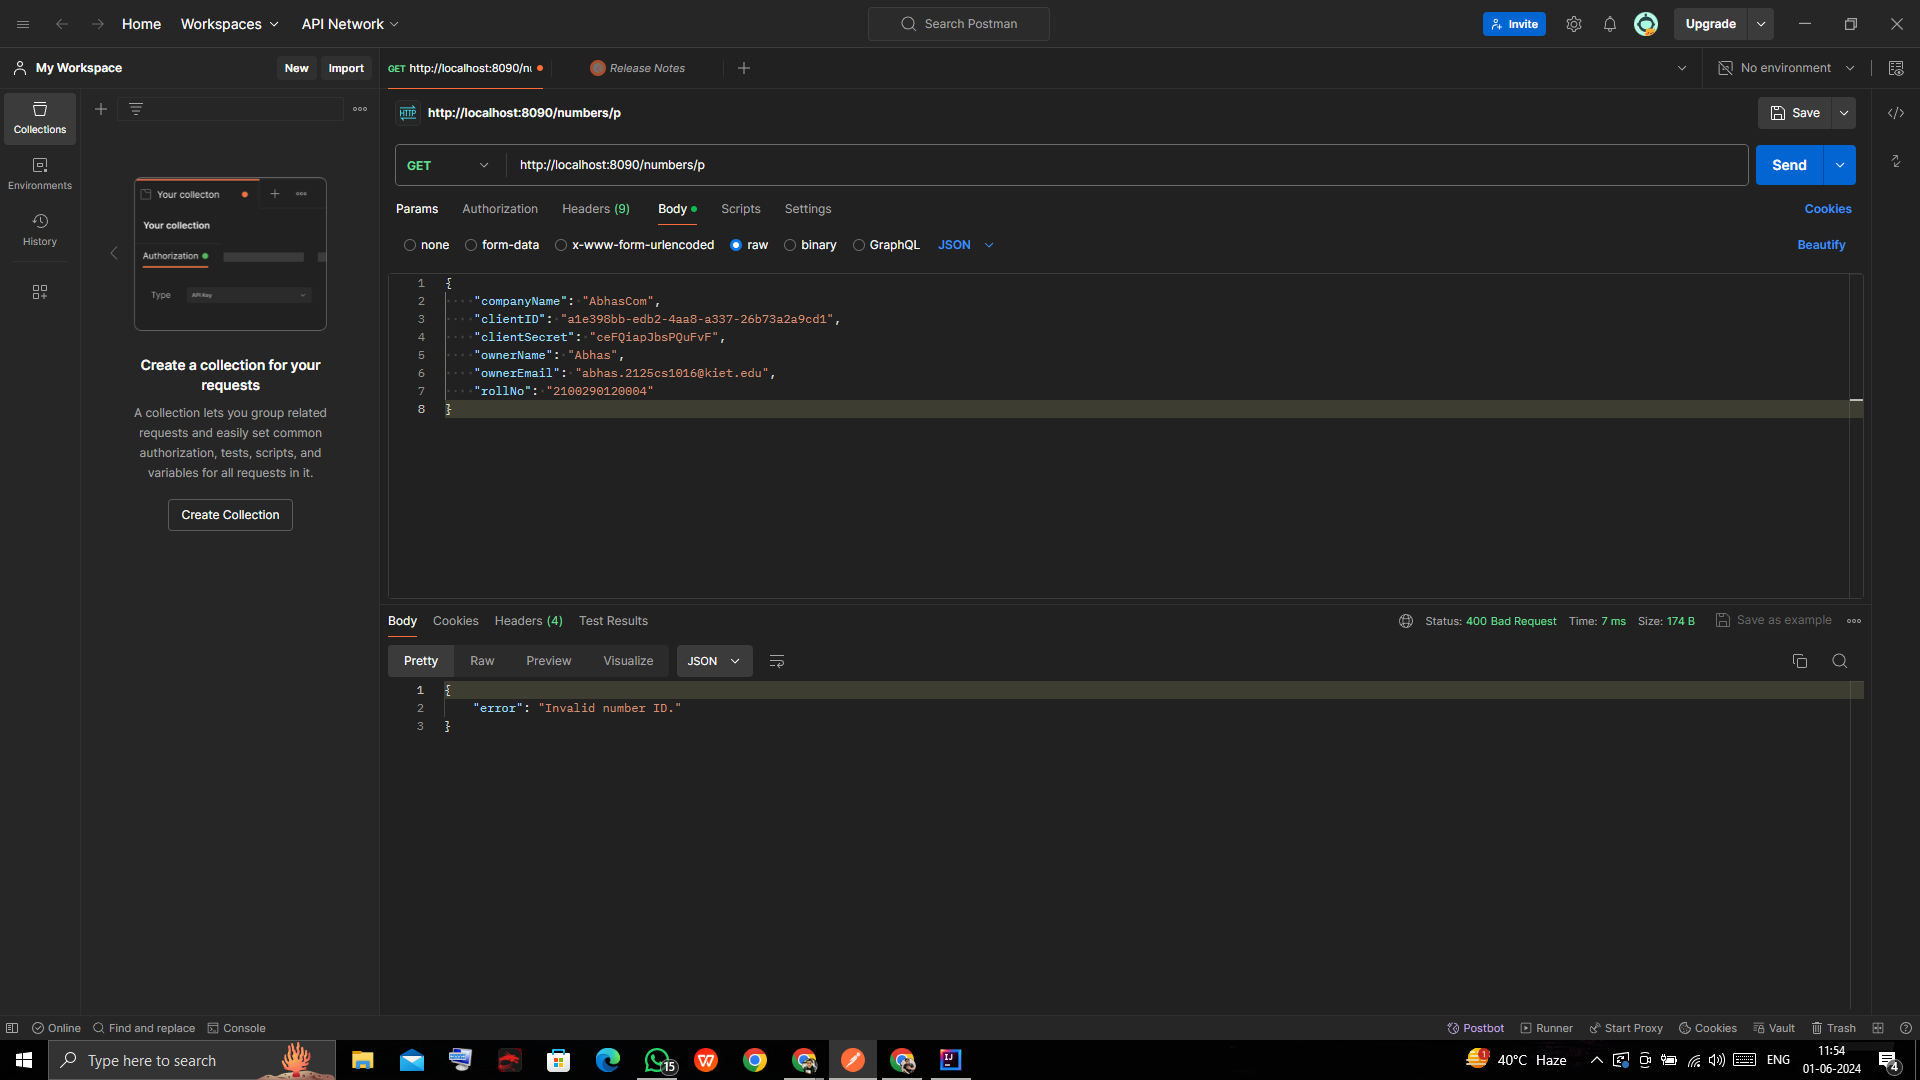 Home
Workspaces
API Network
Search Postman
Invite
Upgrade
My Workspace
New
Import
GET http://localhost:8090/nu
Release Notes
No environment
Collections
Environments
History
Your collecton
Your collection
Authorization
Type
API Key
Create a collection for your
requests
A collection lets you group related
requests and easily set common
authorization, tests, scripts, and
variables for all requests in it.
Create Collection
HTTP http://localhost:8090/numbers/p
Save
GET
http://localhost:8090/numbers/p
Send
Params
Authorization
Headers (9)
Body
Scripts
Settings
Cookies
none
form-data
x-www-form-urlencoded
raw
binary
GraphQL
JSON
Beautify
1 {
2 "companyName": "AbhasCom",
3 "clientID": "a1e398bb-edb2-4aa8-a337-26b73a2a9cd1",
4 "clientSecret": "ceFQiapJbsPQuFvF",
5 "ownerName": "Abhas",
6 "ownerEmail": "abhas.2125cs1016@kiet.edu",
7 "rollNo": "2100290120004"
8 }
Body
Cookies
Headers (4)
Test Results
Status: 400 Bad Request
Time: 7 ms
Size: 174 B
Save as example
Pretty
Raw
Preview
Visualize
JSON
1 {
2 "error": "Invalid number ID."
3 }
Online
Find and replace
Console
Postbot
Runner
Start Proxy
Cookies
Vault
Trash
Type here to search
15
W
IJ
1
40°C Haze
ENG
11:54
01-06-2024
4